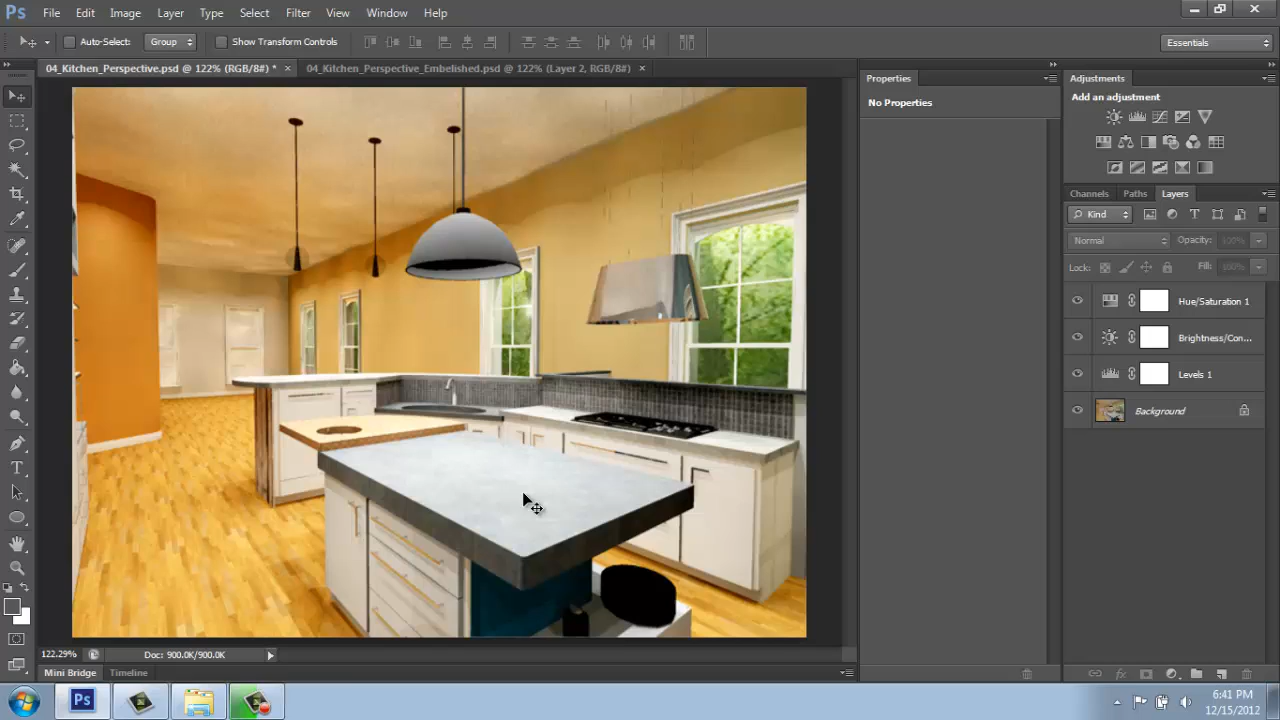 Ps File Edit Image Layer Type Select Filter View Window Help
Auto-Select: Group Show Transform Controls Essentials
04_Kitchen_Perspective.psd @ 122% (RGB/8#) * × 04_Kitchen_Perspective_Embelished.psd @ 122% (Layer 2, RGB/8#) ×
Properties
No Properties
Adjustments
Add an adjustment
Channels Paths Layers
Kind
Normal Opacity: 100%
Lock: Fill: 100%
Hue/Saturation 1
Brightness/Con...
Levels 1
Background
122.29% Doc: 900.0K/900.0K
Mini Bridge Timeline
Ps
6:41 PM
12/15/2012